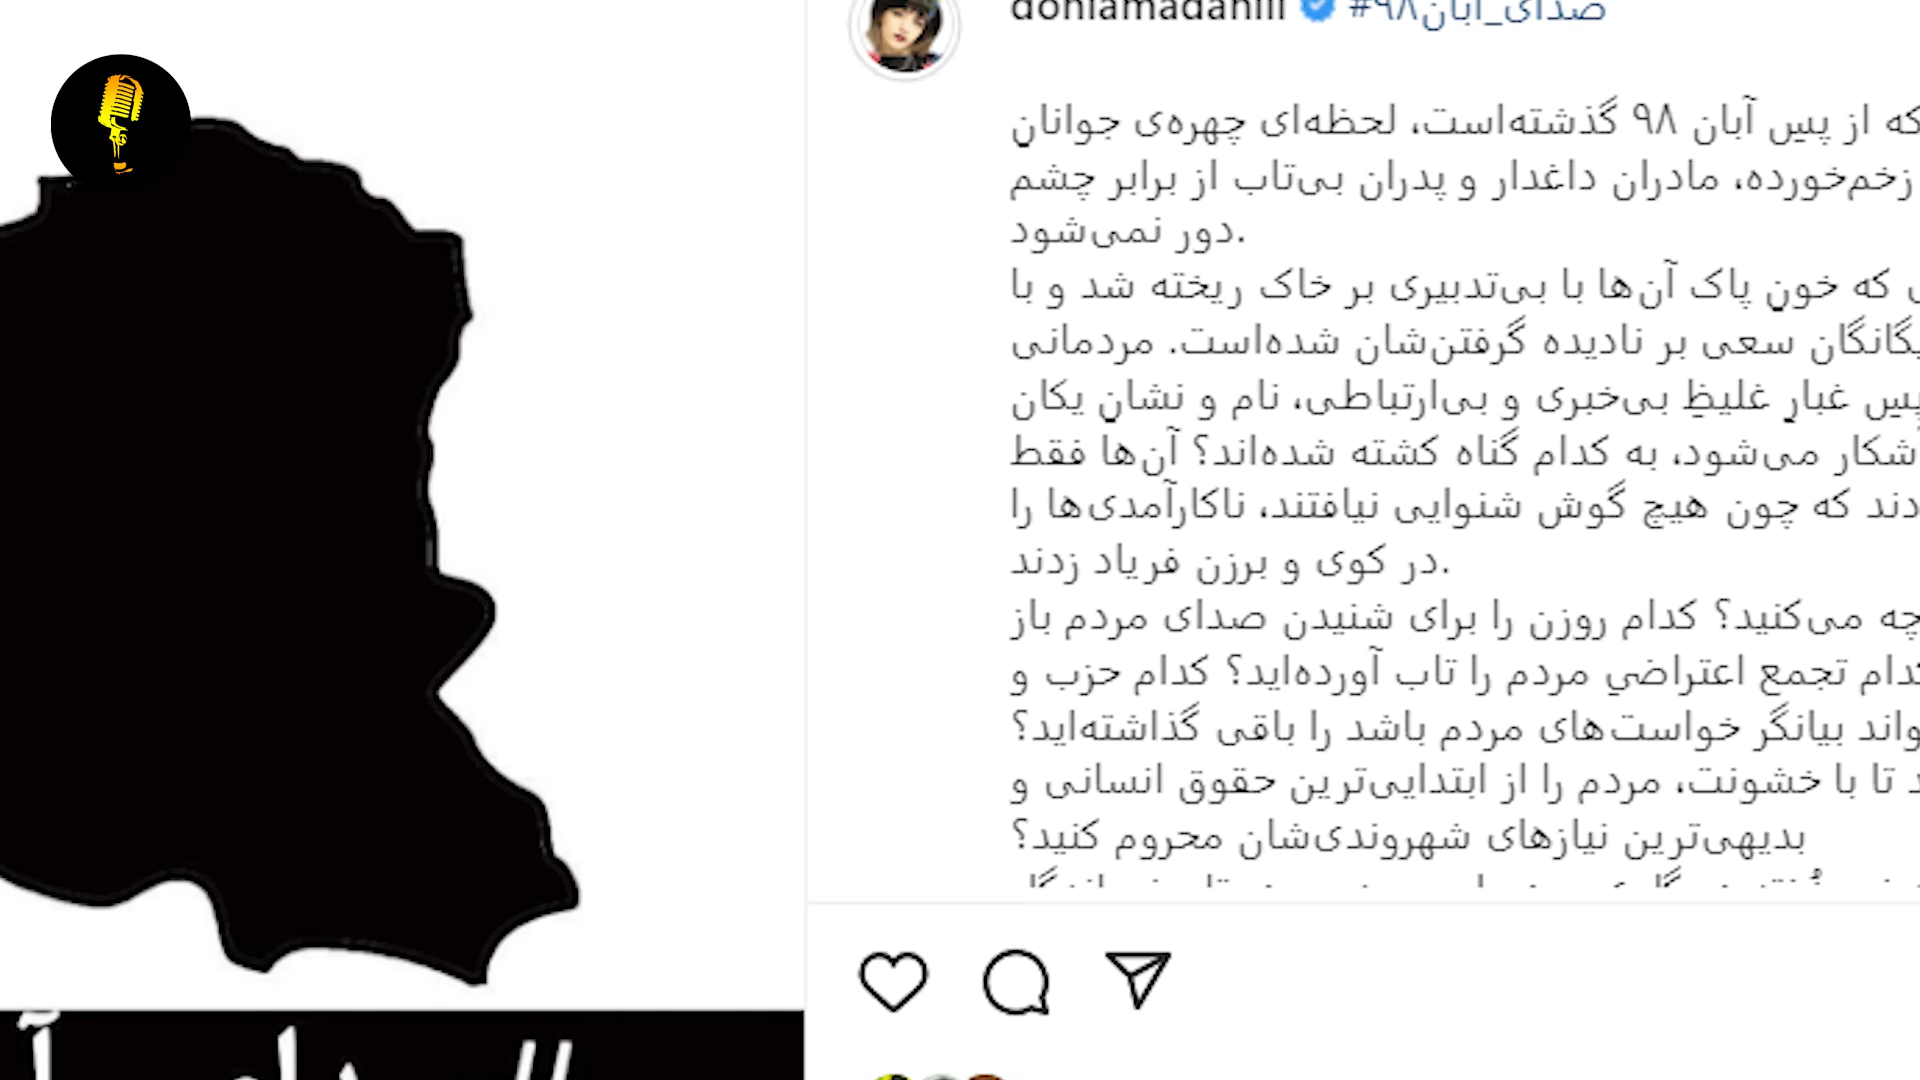 doniamadaniii #صدای_آبان۹۸
که از پسِ آبان ۹۸ گذشته‌است، لحظه‌ای چهره‌ی جوانانِ
زخم‌خورده، مادران داغدار و پدران بی‌تاب از برابر چشم
دور نمی‌شود.
که خونِ پاک آن‌ها با بی‌تدبیری بر خاک ریخته شد و با
سعی بر نادیده گرفتن‌شان شده‌است. مردمانی
پسِ غبارِ غلیظِ بی‌خبری و بی‌ارتباطی، نام و نشانِ یکان
می‌شود، به کدام گناه کشته شده‌اند؟ آن‌ها فقط
که چون هیچ گوش شنوایی نیافتند، ناکارآمدی‌ها را
در کوی و برزن فریاد زدند.
چه می‌کنید؟ کدام روزن را برای شنیدن صدای مردم باز
تجمع اعتراضیِ مردم را تاب آورده‌اید؟ کدام حزب و
بیانگر خواست‌های مردم باشد را باقی گذاشته‌اید؟
تا با خشونت، مردم را از ابتدایی‌ترین حقوق انسانی و
بدیهی‌ترین نیازهای شهروندی‌شان محروم کنید؟